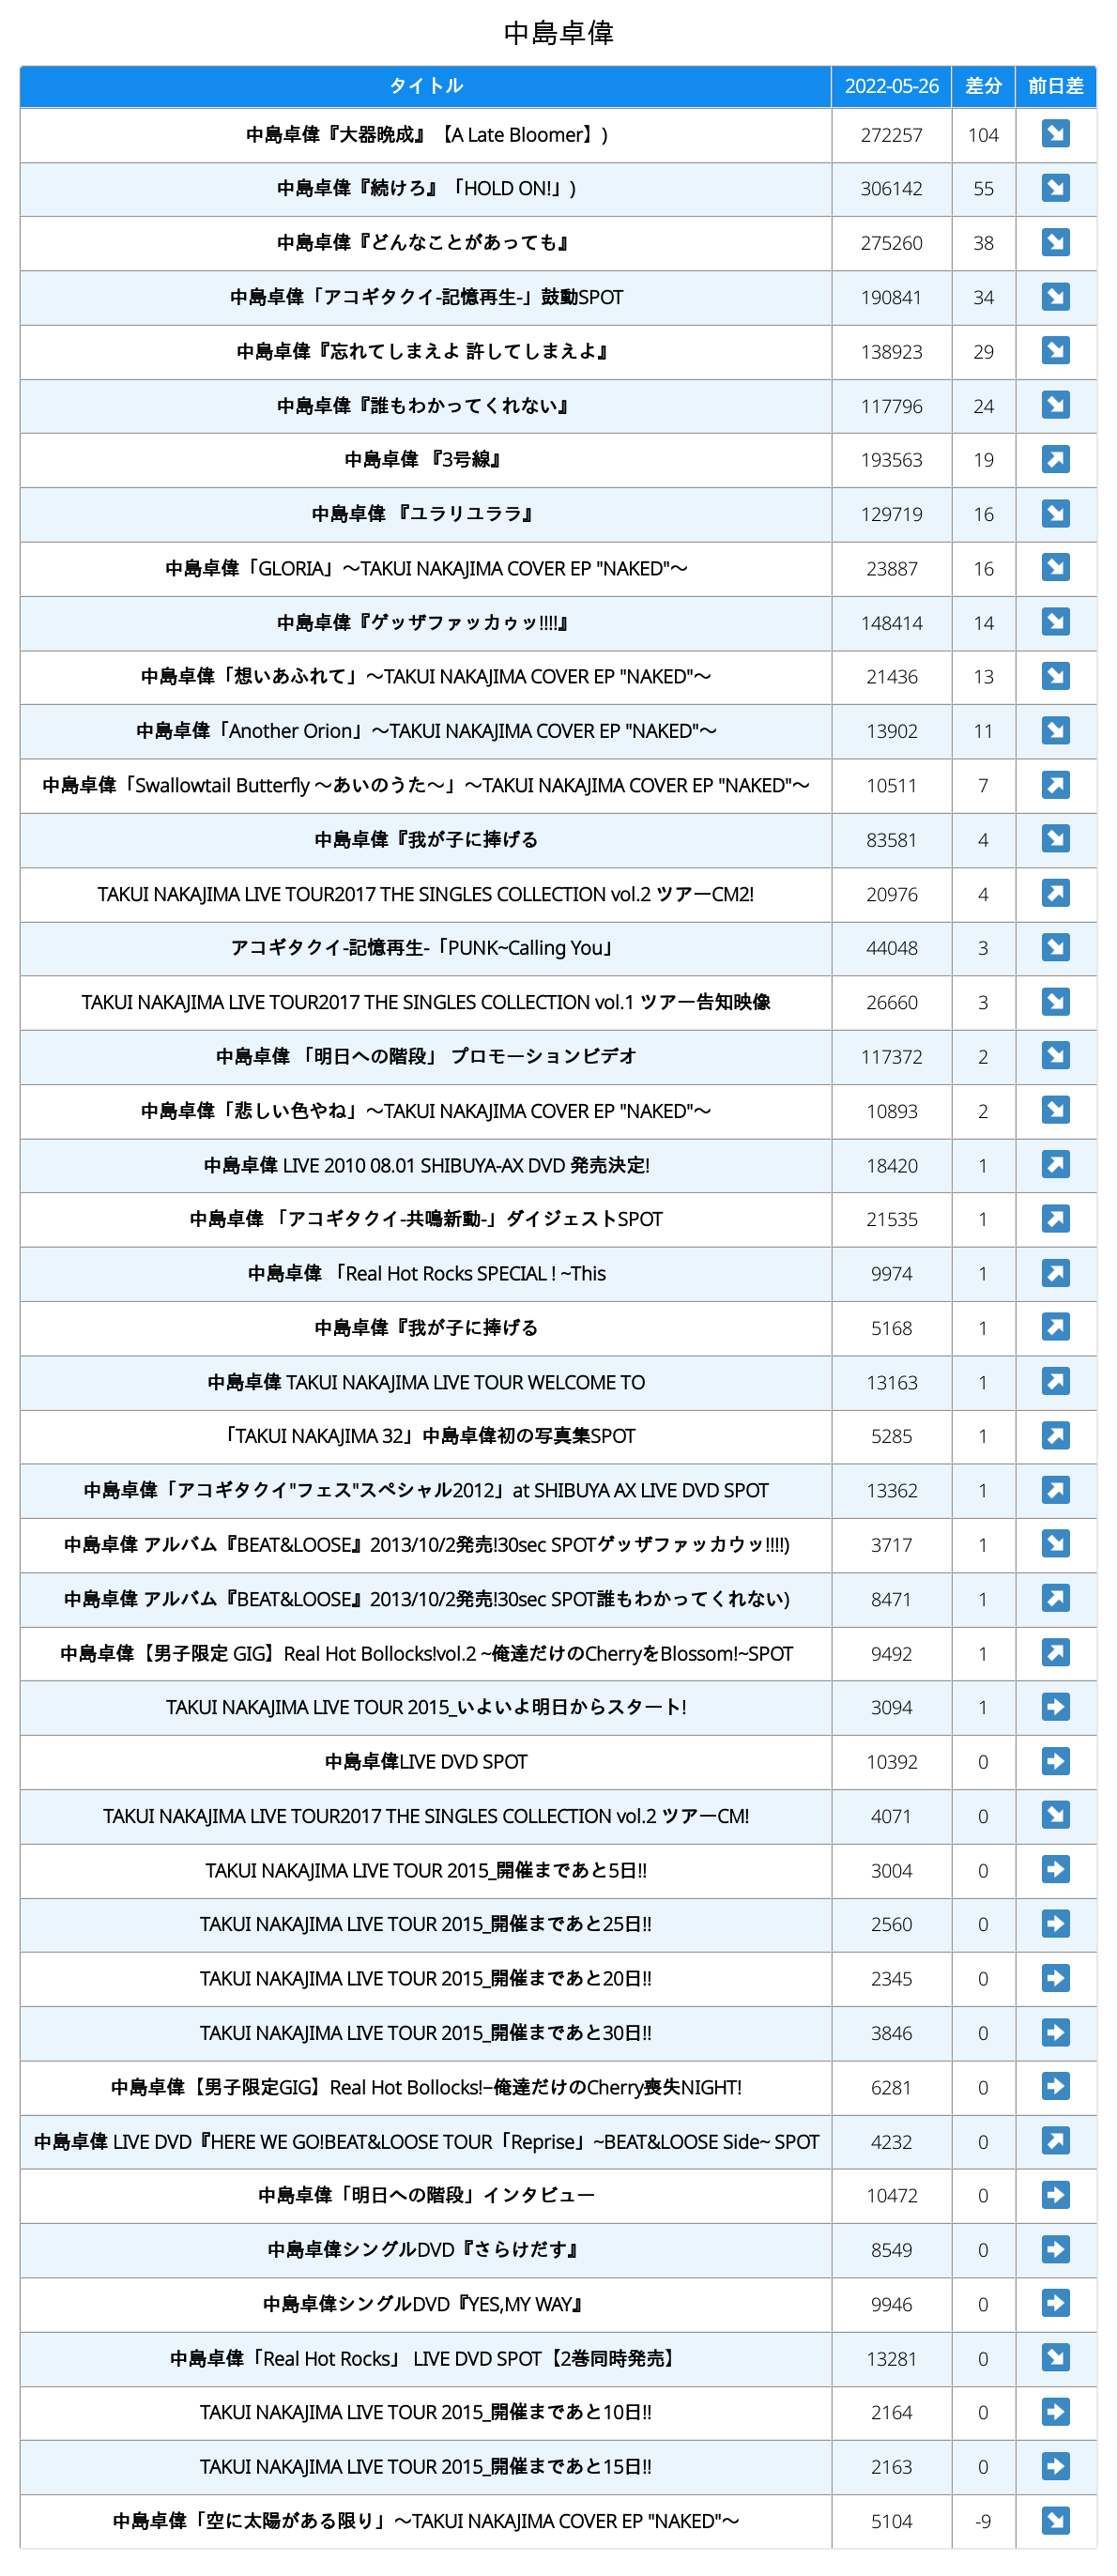 中島卓偉
タイトル 2022-05-26 差分 前日差
中島卓偉『大器晩成』【A Late Bloomer】) 272257 104 ↘
中島卓偉『続けろ』「HOLD ON!」) 306142 55 ↘
中島卓偉『どんなことがあっても』 275260 38 ↘
中島卓偉「アコギタクイ-記憶再生-」鼓動SPOT 190841 34 ↘
中島卓偉『忘れてしまえよ 許してしまえよ』 138923 29 ↘
中島卓偉『誰もわかってくれない』 117796 24 ↘
中島卓偉 『3号線』 193563 19 ↗
中島卓偉 『ユラリユララ』 129719 16 ↘
中島卓偉「GLORIA」〜TAKUI NAKAJIMA COVER EP "NAKED"〜 23887 16 ↘
中島卓偉『ゲッザファッカゥッ!!!!』 148414 14 ↘
中島卓偉「想いあふれて」〜TAKUI NAKAJIMA COVER EP "NAKED"〜 21436 13 ↘
中島卓偉「Another Orion」〜TAKUI NAKAJIMA COVER EP "NAKED"〜 13902 11 ↘
中島卓偉「Swallowtail Butterfly 〜あいのうた〜」〜TAKUI NAKAJIMA COVER EP "NAKED"〜 10511 7 ↗
中島卓偉『我が子に捧げる 83581 4 ↘
TAKUI NAKAJIMA LIVE TOUR2017 THE SINGLES COLLECTION vol.2 ツアーCM2! 20976 4 ↗
アコギタクイ-記憶再生-「PUNK~Calling You」 44048 3 ↘
TAKUI NAKAJIMA LIVE TOUR2017 THE SINGLES COLLECTION vol.1 ツアー告知映像 26660 3 ↘
中島卓偉 「明日への階段」 プロモーションビデオ 117372 2 ↘
中島卓偉「悲しい色やね」〜TAKUI NAKAJIMA COVER EP "NAKED"〜 10893 2 ↘
中島卓偉 LIVE 2010 08.01 SHIBUYA-AX DVD 発売決定! 18420 1 ↗
中島卓偉 「アコギタクイ-共鳴新動-」ダイジェストSPOT 21535 1 ↗
中島卓偉 「Real Hot Rocks SPECIAL ! ~This 9974 1 ↗
中島卓偉『我が子に捧げる 5168 1 ↗
中島卓偉 TAKUI NAKAJIMA LIVE TOUR WELCOME TO 13163 1 ↗
「TAKUI NAKAJIMA 32」中島卓偉初の写真集SPOT 5285 1 ↗
中島卓偉「アコギタクイ"フェス"スペシャル2012」at SHIBUYA AX LIVE DVD SPOT 13362 1 ↗
中島卓偉 アルバム『BEAT&LOOSE』2013/10/2発売!30sec SPOTゲッザファッカウッ!!!!) 3717 1 ↘
中島卓偉 アルバム『BEAT&LOOSE』2013/10/2発売!30sec SPOT誰もわかってくれない) 8471 1 ↗
中島卓偉【男子限定 GIG】Real Hot Bollocks!vol.2 ~俺達だけのCherryをBlossom!~SPOT 9492 1 ↗
TAKUI NAKAJIMA LIVE TOUR 2015_いよいよ明日からスタート! 3094 1 ➡
中島卓偉LIVE DVD SPOT 10392 0 ➡
TAKUI NAKAJIMA LIVE TOUR2017 THE SINGLES COLLECTION vol.2 ツアーCM! 4071 0 ↘
TAKUI NAKAJIMA LIVE TOUR 2015_開催まであと5日!! 3004 0 ➡
TAKUI NAKAJIMA LIVE TOUR 2015_開催まであと25日!! 2560 0 ➡
TAKUI NAKAJIMA LIVE TOUR 2015_開催まであと20日!! 2345 0 ➡
TAKUI NAKAJIMA LIVE TOUR 2015_開催まであと30日!! 3846 0 ➡
中島卓偉【男子限定GIG】Real Hot Bollocks!−俺達だけのCherry喪失NIGHT! 6281 0 ➡
中島卓偉 LIVE DVD『HERE WE GO!BEAT&LOOSE TOUR「Reprise」~BEAT&LOOSE Side~ SPOT 4232 0 ↗
中島卓偉「明日への階段」インタビュー 10472 0 ➡
中島卓偉シングルDVD『さらけだす』 8549 0 ➡
中島卓偉シングルDVD『YES,MY WAY』 9946 0 ➡
中島卓偉「Real Hot Rocks」 LIVE DVD SPOT【2巻同時発売】 13281 0 ↘
TAKUI NAKAJIMA LIVE TOUR 2015_開催まであと10日!! 2164 0 ➡
TAKUI NAKAJIMA LIVE TOUR 2015_開催まであと15日!! 2163 0 ➡
中島卓偉「空に太陽がある限り」〜TAKUI NAKAJIMA COVER EP "NAKED"〜 5104 -9 ↘